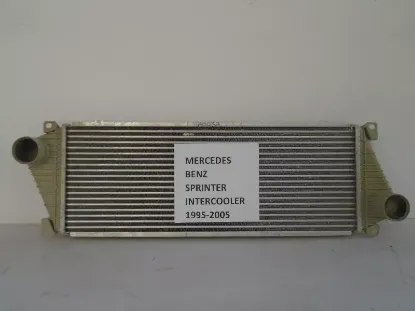 MERCEDES
BENZ
SPRINTER
INTERCOOLER
1995-2005